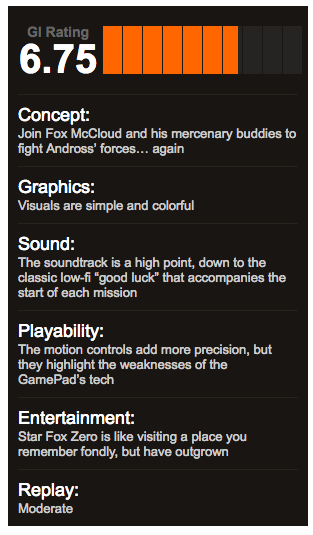 GI Rating
6.75
Concept:
Join Fox McCloud and his mercenary buddies to
fight Andross’ forces… again
Graphics:
Visuals are simple and colorful
Sound:
The soundtrack is a high point, down to the
classic low-fi “good luck” that accompanies the
start of each mission
Playability:
The motion controls add more precision, but
they highlight the weaknesses of the
GamePad’s tech
Entertainment:
Star Fox Zero is like visiting a place you
remember fondly, but have outgrown
Replay:
Moderate